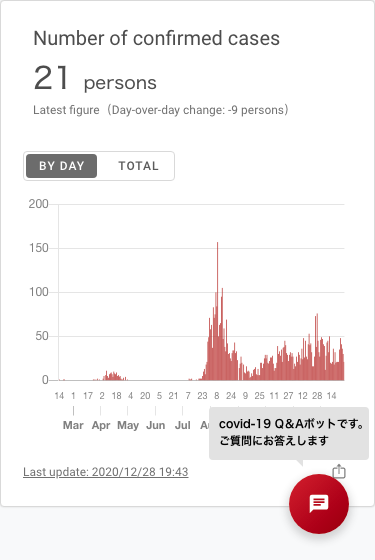 Number of confirmed cases
21 persons
Latest figure（Day-over-day change: -9 persons）
BY DAY TOTAL
200
150
100
50
0
14 1 17 2 18 4 20 5 21 7 23 8 24 9 25 11 27 12 28 14
Mar Apr May Jun Jul
covid-19 Q&Aボットです。
ご質問にお答えします
Last update: 2020/12/28 19:43